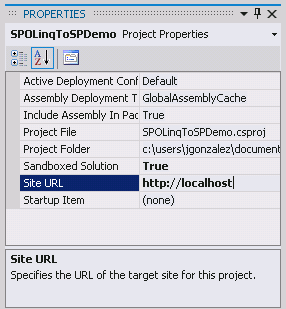 PROPERTIES
SPOLinqToSPDemo Project Properties
Active Deployment Conf Default
Assembly Deployment T GlobalAssemblyCache
Include Assembly In Pac True
Project File SPOLinqToSPDemo.csproj
Project Folder c:\users\jgonzalez\document
Sandboxed Solution True
Site URL http://localhost
Startup Item (none)
Site URL
Specifies the URL of the target site for this project.